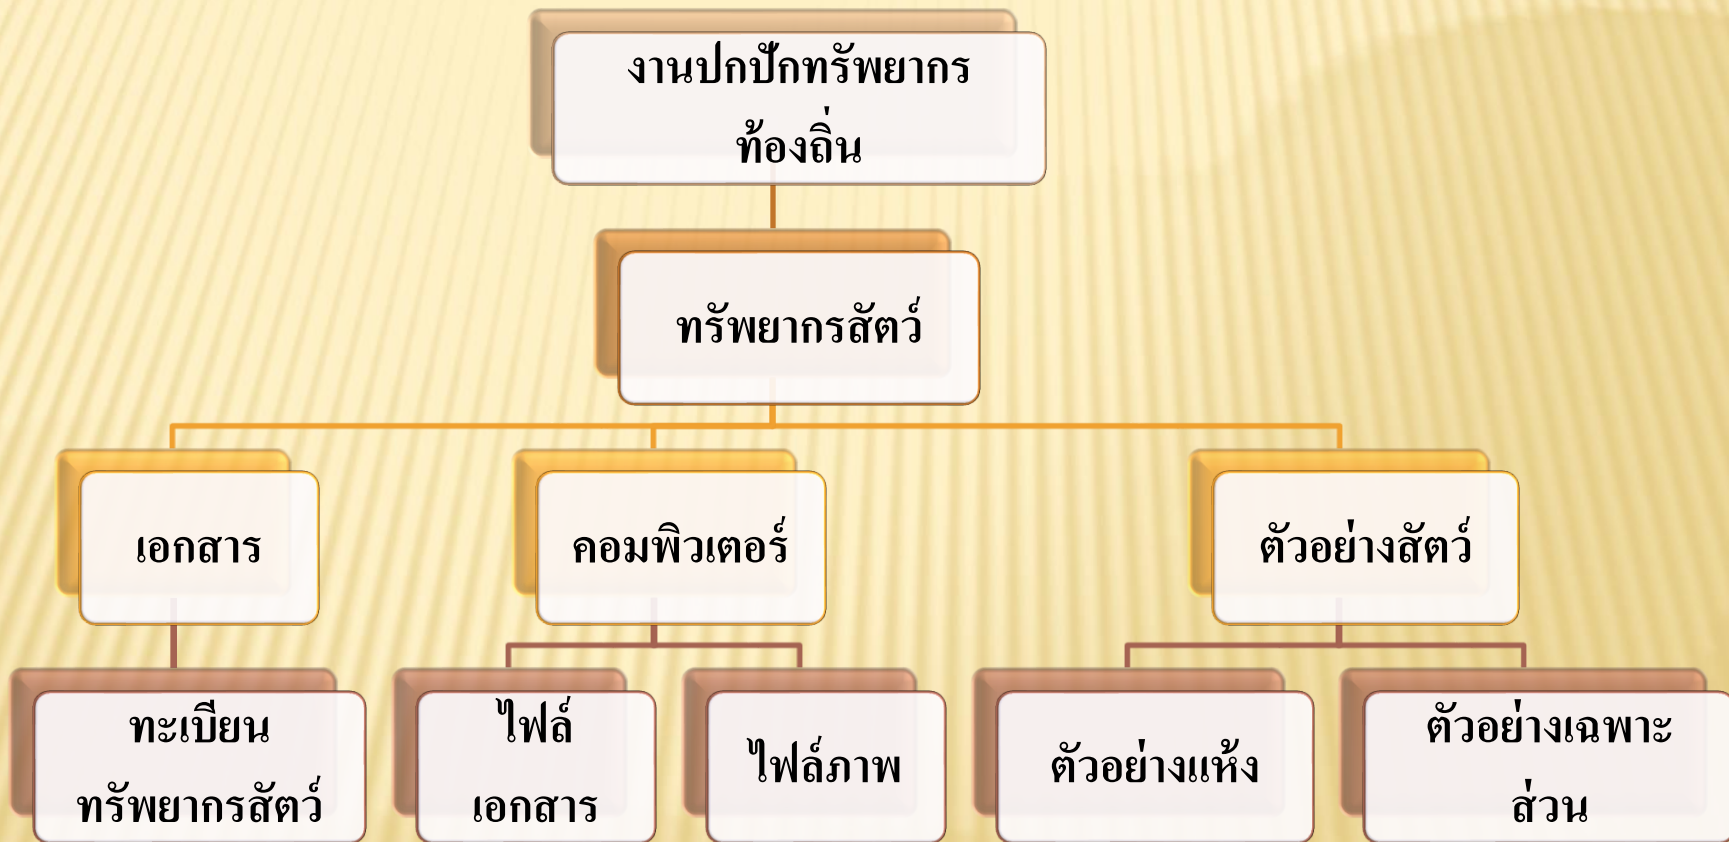 งานปกปักทรัพยากร
ท้องถิ่น
ทรัพยากรสัตว์
เอกสาร
คอมพิวเตอร์
ตัวอย่างสัตว์
ทะเบียน
ทรัพยากรสัตว์
ไฟล์
เอกสาร
ไฟล์ภาพ
ตัวอย่างแห้ง
ตัวอย่างเฉพาะ
ส่วน